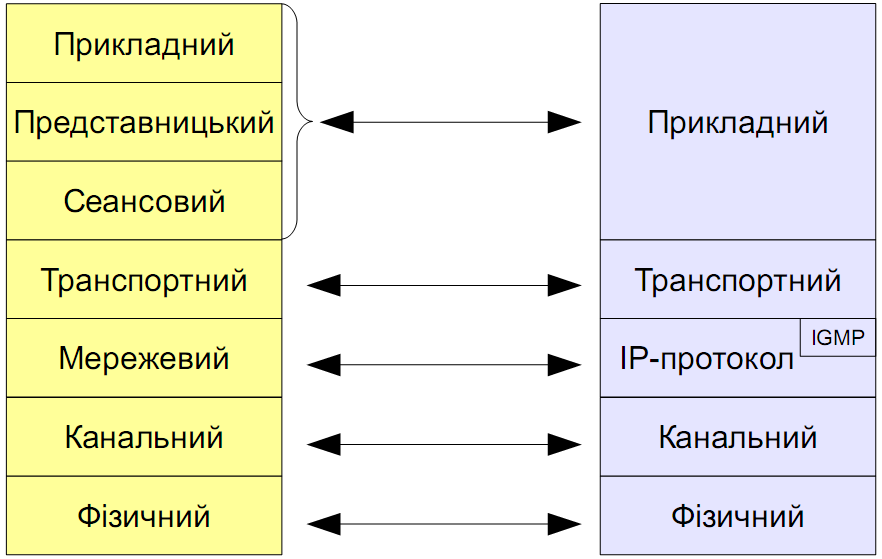 Прикладний
Представницький
Сеансовий
Транспортний
Мережевий
Канальний
Фізичний
Прикладний
Транспортний
IP-протокол
IGMP
Канальний
Фізичний